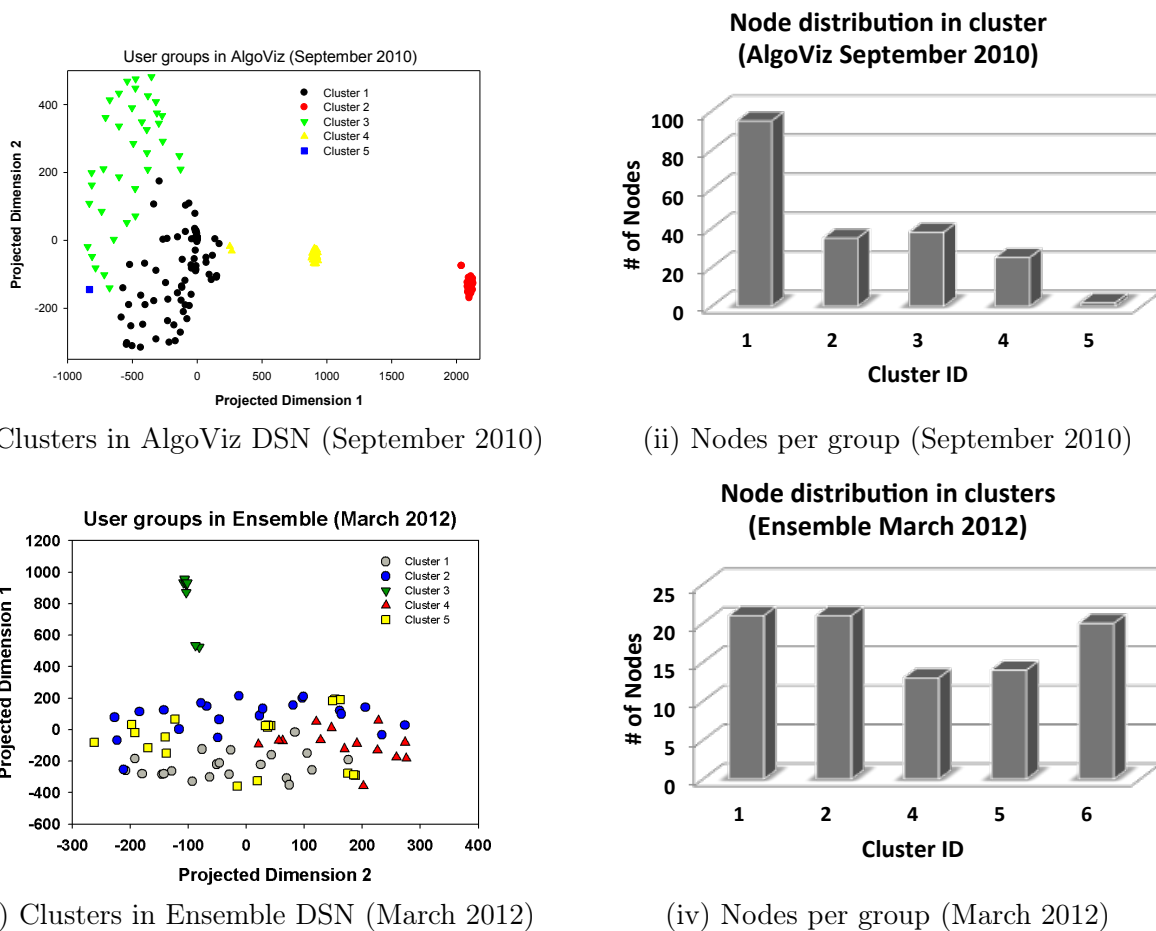 User groups in AlgoViz (September 2010)
Projected Dimension 2
400
200
0
-200
-1000
-500
0
500
1000
1500
2000
Projected Dimension 1
Cluster 1
Cluster 2
Cluster 3
Cluster 4
Cluster 5
Clusters in AlgoViz DSN (September 2010)
Node distribution in cluster
(AlgoViz September 2010)
# of Nodes
100
80
60
40
20
0
1
2
3
4
5
Cluster ID
(ii) Nodes per group (September 2010)
User groups in Ensemble (March 2012)
Projected Dimension 1
1200
1000
800
600
400
200
0
-200
-400
-600
-300
-200
-100
0
100
200
300
400
Projected Dimension 2
Cluster 1
Cluster 2
Cluster 3
Cluster 4
Cluster 5
) Clusters in Ensemble DSN (March 2012)
Node distribution in clusters
(Ensemble March 2012)
# of Nodes
25
20
15
10
5
0
1
2
4
5
6
Cluster ID
(iv) Nodes per group (March 2012)